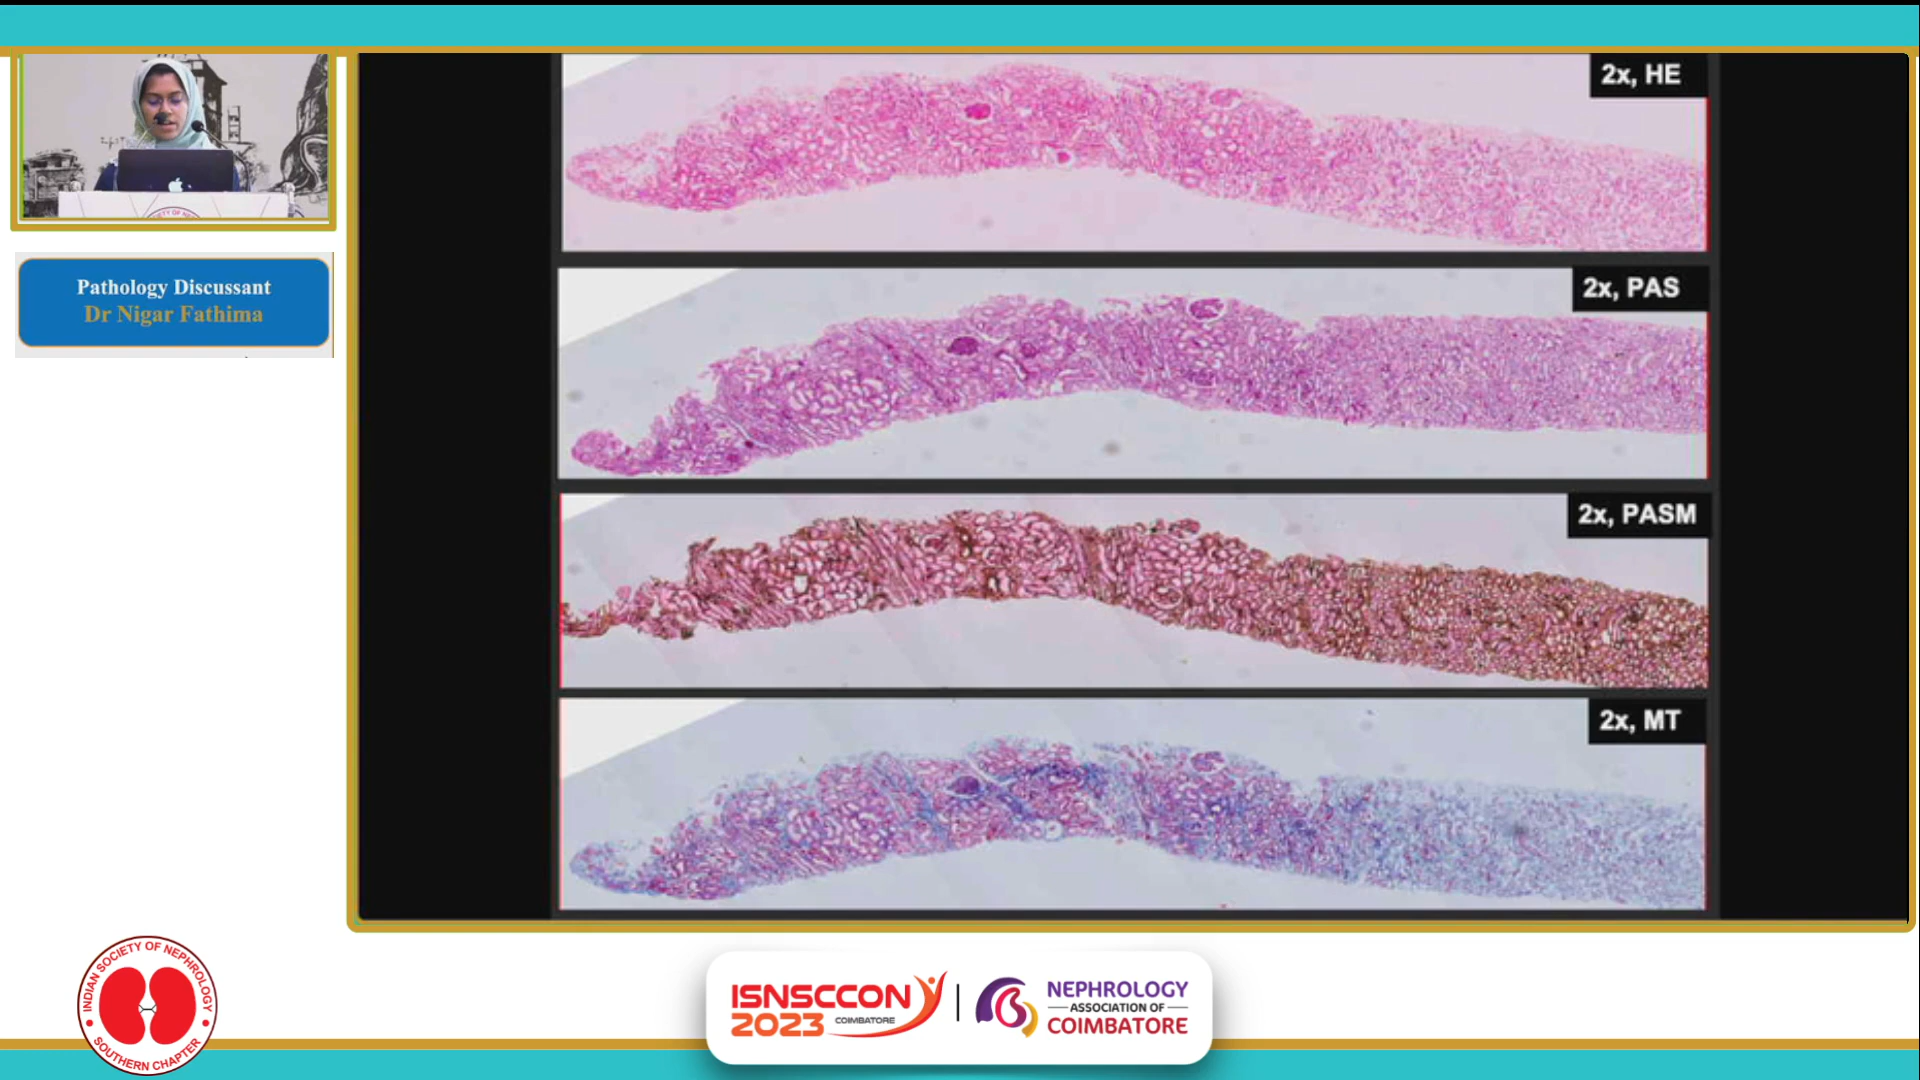 2x, HE
Pathology Discussant
Dr Nigar Fathima
2x, PAS
2x, PASM
2x, MT
INDIAN SOCIETY OF NEPHROLOGY
SOUTHERN CHAPTER
ISNSCCON
2023 COIMBATORE
NEPHROLOGY
ASSOCIATION OF
COIMBATORE